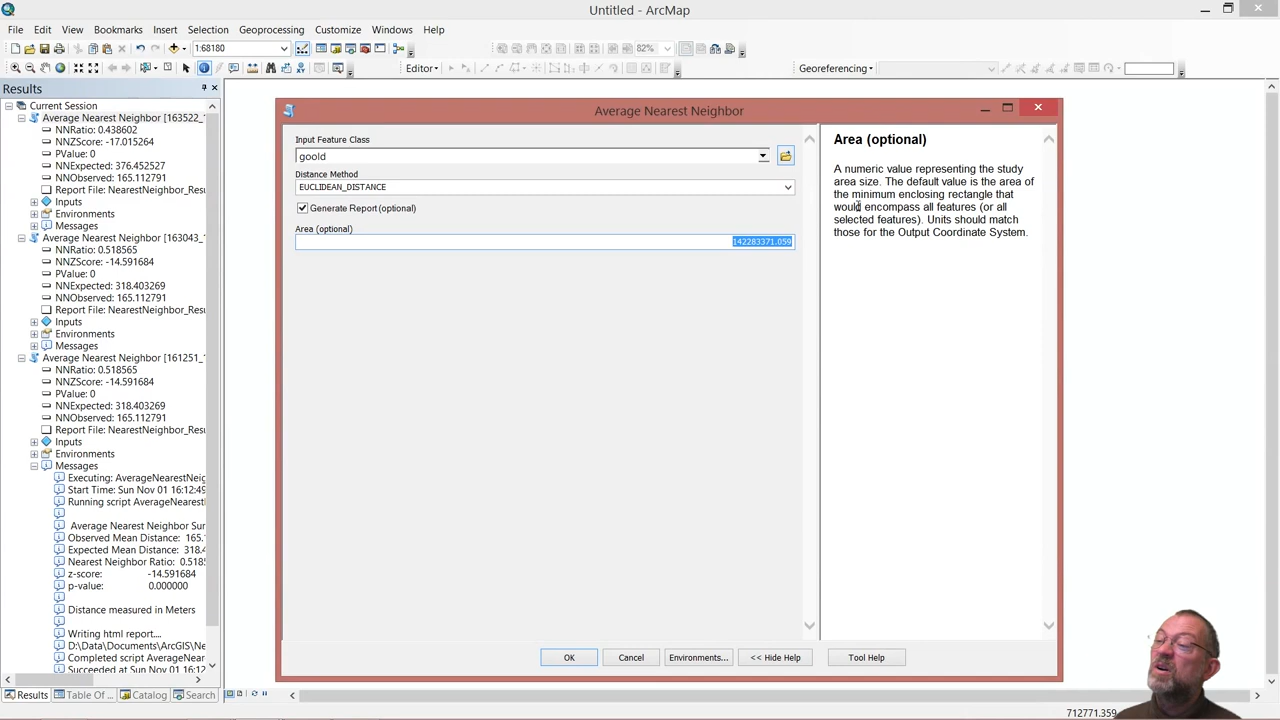 Untitled - ArcMap
File Edit View Bookmarks Insert Selection Geoprocessing Customize Windows Help
1:68180
82%
Editor
Georeferencing
Results
Current Session
Average Nearest Neighbor [163522_1
NNRatio: 0.438602
NNZScore: -17.015264
PValue: 0
NNExpected: 376.452527
NNObserved: 165.112791
Report File: NearestNeighbor_Resu
Inputs
Environments
Messages
Average Nearest Neighbor [163043_1
NNRatio: 0.518565
NNZScore: -14.591684
PValue: 0
NNExpected: 318.403269
NNObserved: 165.112791
Report File: NearestNeighbor_Resu
Inputs
Environments
Messages
Average Nearest Neighbor [161251_1
NNRatio: 0.518565
NNZScore: -14.591684
PValue: 0
NNExpected: 318.403269
NNObserved: 165.112791
Report File: NearestNeighbor_Resu
Inputs
Environments
Messages
Executing: AverageNearestNeig
Start Time: Sun Nov 01 16:12:49
Running script AverageNearest
Average Nearest Neighbor Sur
Observed Mean Distance: 165.
Expected Mean Distance: 318.4
Nearest Neighbor Ratio: 0.518
z-score: -14.591684
p-value: 0.000000
Distance measured in Meters
Writing html report....
D:\Data\Documents\ArcGIS\Ne
Completed script AverageNear
Succeeded at Sun Nov 01 16:12
Results Table Of ... Catalog Search
Average Nearest Neighbor
Input Feature Class
goold
Distance Method
EUCLIDEAN_DISTANCE
Generate Report (optional)
Area (optional)
142283371.059
OK Cancel Environments... << Hide Help Tool Help
Area (optional)
A numeric value representing the study
area size. The default value is the area of
the minimum enclosing rectangle that
would encompass all features (or all
selected features). Units should match
those for the Output Coordinate System.
712771.359